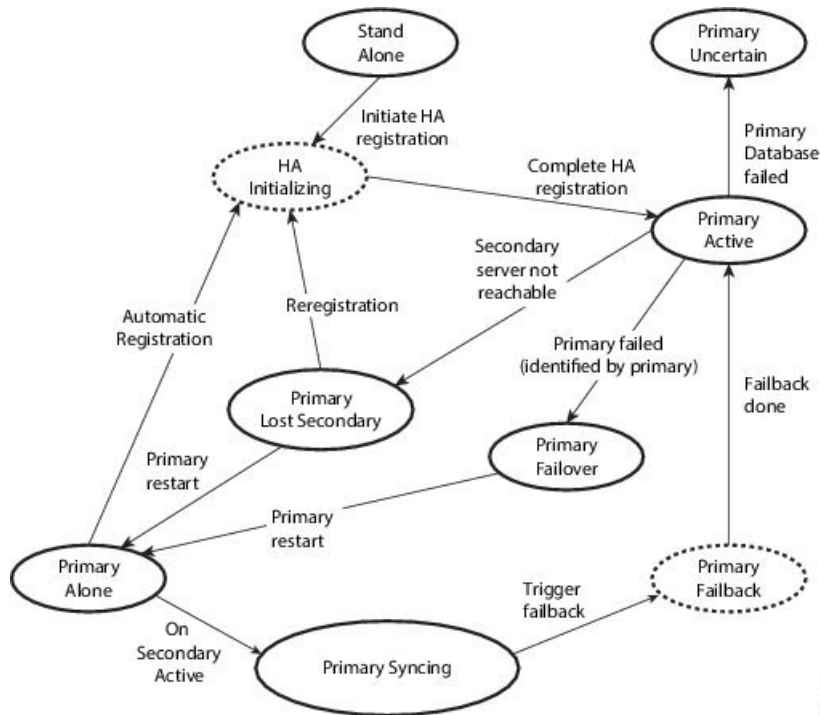 Stand
Alone
Primary
Uncertain
Initiate HA
registration
Primary
Database
failed
HA
Initializing
Complete HA
registration
Primary
Active
Secondary
server not
reachable
Reregistration
Automatic
Registration
Primary failed
(identified by primary)
Failback
done
Primary
Lost Secondary
Primary
Failover
Primary
restart
Primary
restart
Primary
Alone
Primary
Failback
Trigger
failback
On
Secondary
Active
Primary Syncing